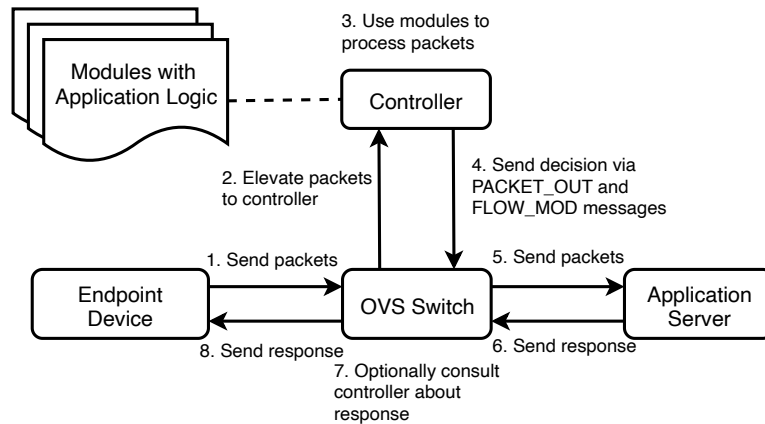 3. Use modules to
process packets
Modules with
Application Logic
Controller
2. Elevate packets
to controller
4. Send decision via
PACKET_OUT and
FLOW_MOD messages
1. Send packets
5. Send packets
Endpoint
Device
OVS Switch
Application
Server
8. Send response
6. Send response
7. Optionally consult
controller about
response